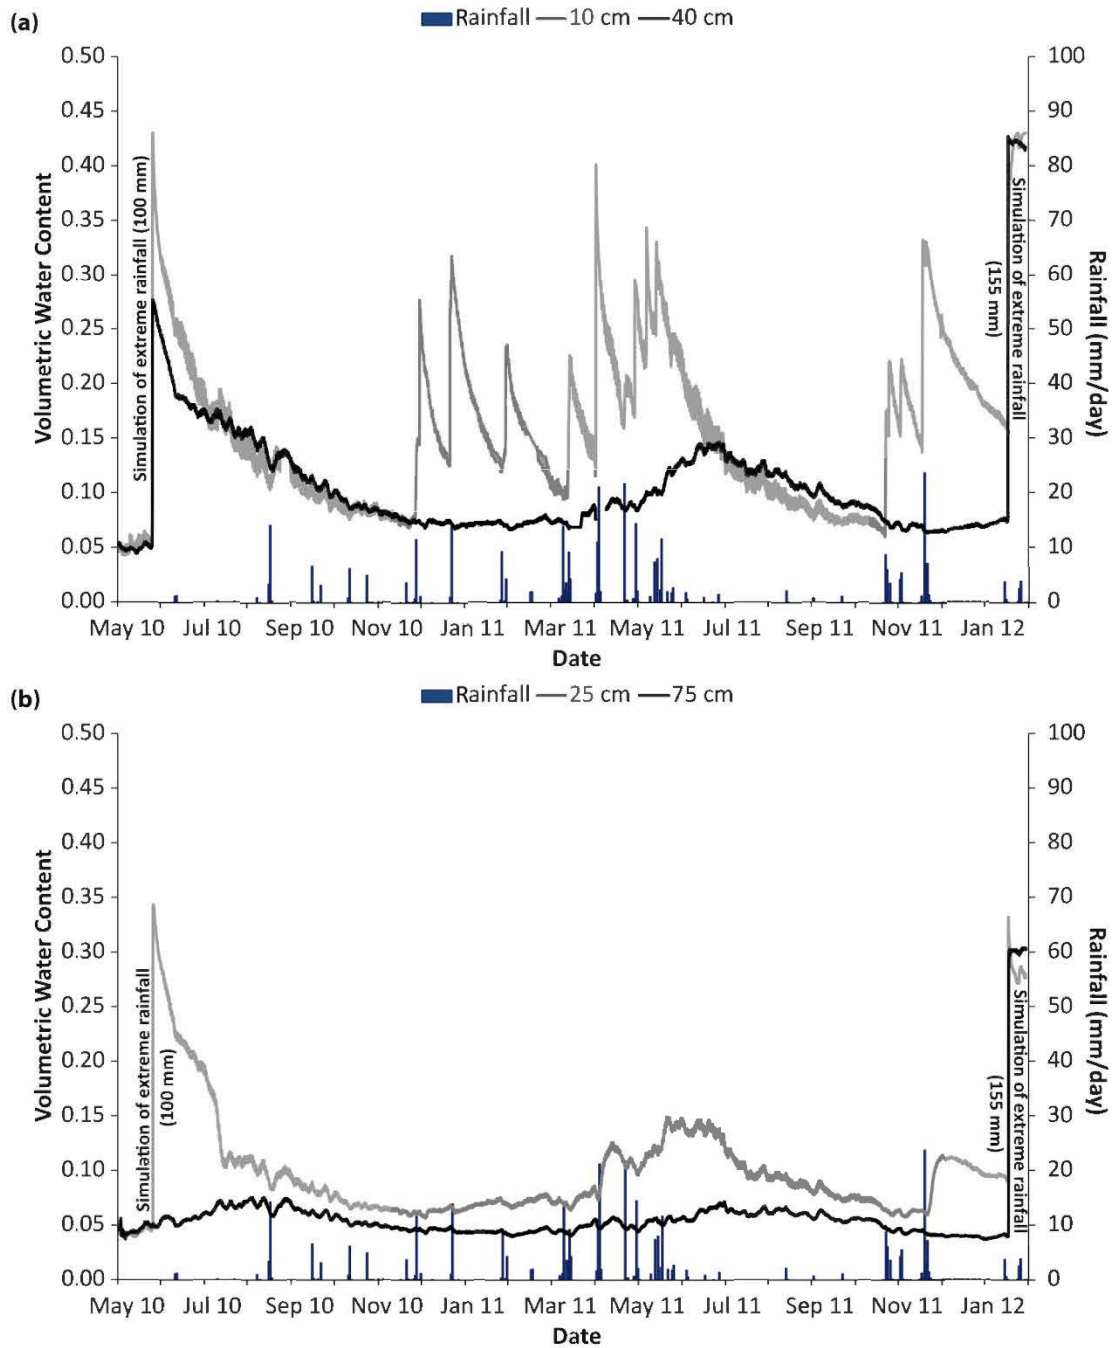 (a)
Rainfall 10 cm 40 cm
0.50
0.45
0.40
0.35
0.30
0.25
0.20
0.15
0.10
0.05
0.00
Volumetric Water Content
Simulation of extreme rainfall (100 mm)
Simulation of extreme rainfall
(155 mm)
100
90
80
70
60
50
40
30
20
10
0
Rainfall (mm/day)
May 10 Jul 10 Sep 10 Nov 10 Jan 11 Mar 11 May 11 Jul 11 Sep 11 Nov 11 Jan 12
Date
(b)
Rainfall 25 cm 75 cm
0.50
0.45
0.40
0.35
0.30
0.25
0.20
0.15
0.10
0.05
0.00
Volumetric Water Content
Simulation of extreme rainfall
(100 mm)
Simulation of extreme rainfall
(155 mm)
100
90
80
70
60
50
40
30
20
10
0
Rainfall (mm/day)
May 10 Jul 10 Sep 10 Nov 10 Jan 11 Mar 11 May 11 Jul 11 Sep 11 Nov 11 Jan 12
Date